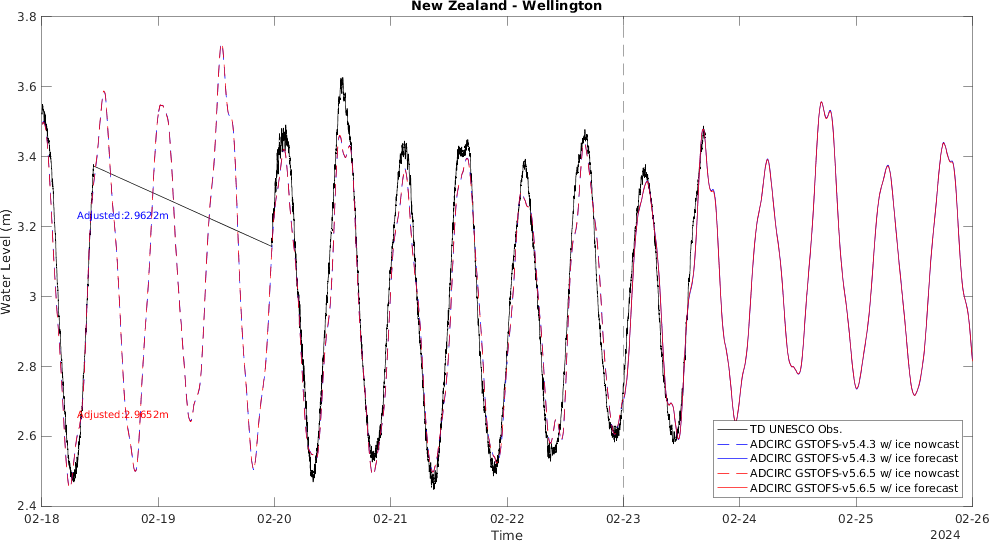 New Zealand - Wellington
3.8
3.6
3.4
3.2
3
2.8
2.6
2.4
Water Level (m)
Adjusted:2.9622m
Adjusted:2.9652m
TD UNESCO Obs.
ADCIRC GSTOFS-v5.4.3 w/ ice nowcast
ADCIRC GSTOFS-v5.4.3 w/ ice forecast
ADCIRC GSTOFS-v5.6.5 w/ ice nowcast
ADCIRC GSTOFS-v5.6.5 w/ ice forecast
02-18 02-19 02-20 02-21 02-22 02-23 02-24 02-25 02-26
Time
2024